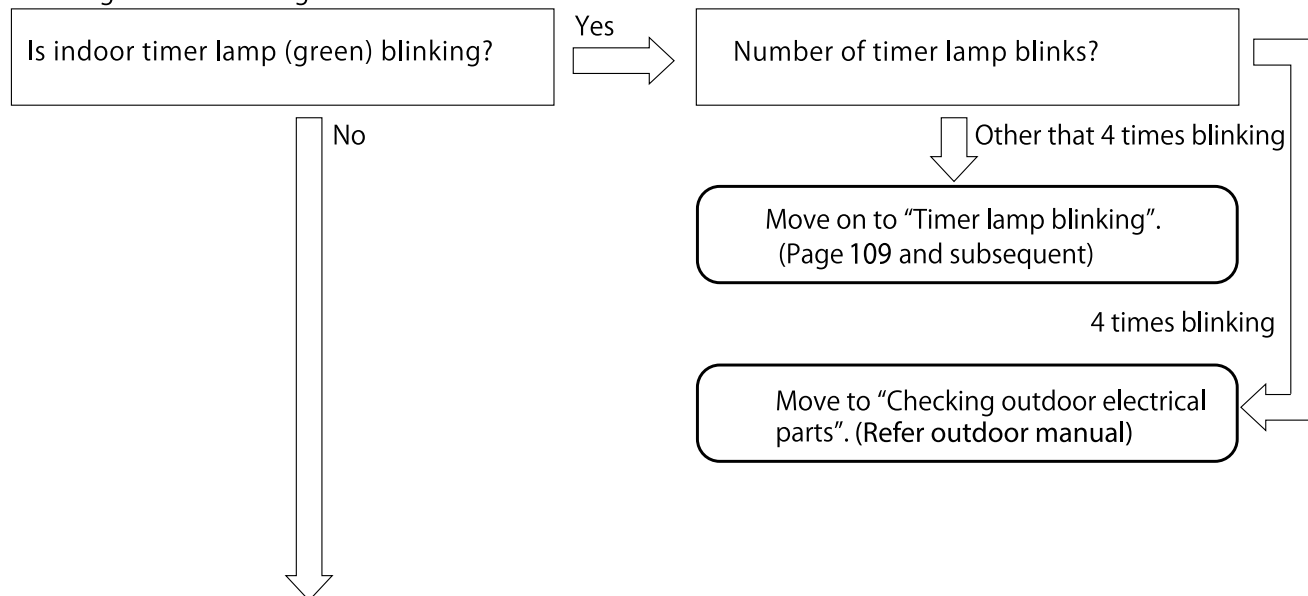 Is indoor timer lamp (green) blinking?
Yes
Number of timer lamp blinks?
No
Other that 4 times blinking
Move on to “Timer lamp blinking”.
(Page 109 and subsequent)
4 times blinking
Move to “Checking outdoor electrical
parts”. (Refer outdoor manual)